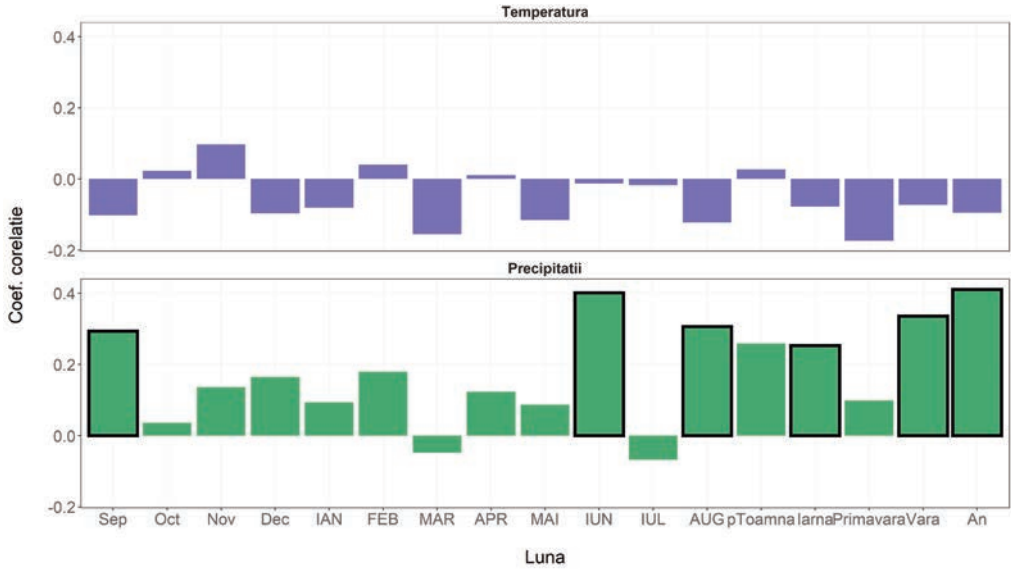 Temperatura
0.4
0.2
0.0
-0.2
Coef. corelatie
Precipitatii
0.4
0.2
0.0
-0.2
Sep Oct Nov Dec IAN FEB MAR APR MAI IUN IUL AUG pToamna Iarna Primavara Vara An
Luna